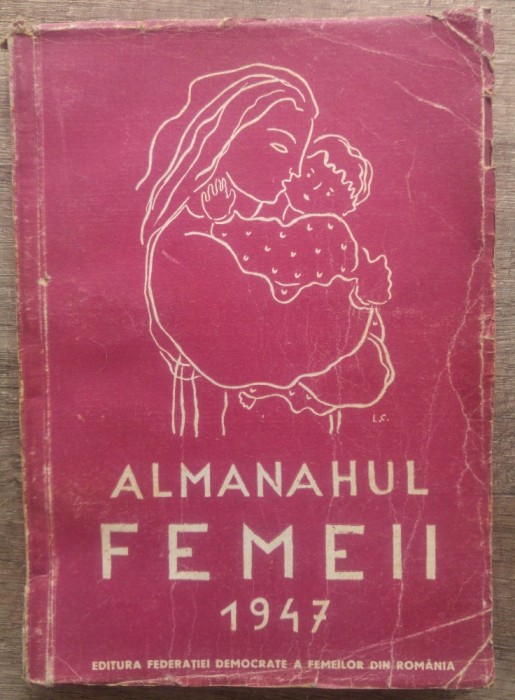 I.S.
ALMANAHUL
FEMEII
1947
EDITURA FEDERAȚIEI DEMOCRATE A FEMEILOR DIN ROMÂNIA